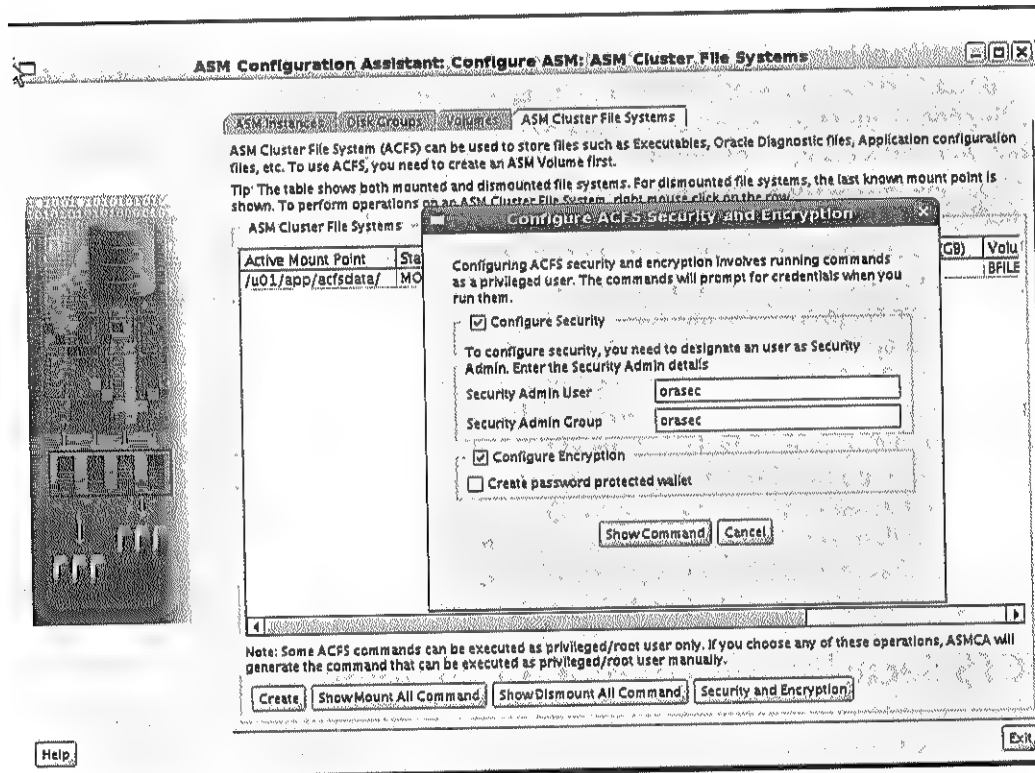 ASM Configuration Assistant: Configure ASM: ASM Cluster File Systems
ASM Instances Disk Groups Volumes ASM Cluster File Systems
ASM Cluster File System (ACFS) can be used to store files such as Executables, Oracle Diagnostic files, Application configuration
files, etc. To use ACFS, you need to create an ASM Volume first.
Tip' The table shows both mounted and dismounted file systems. For dismounted file systems, the last known mount point is
shown. To perform operations on an ASM Cluster File System, right mouse click on the row.
ASM Cluster File Systems
Active Mount Point Sta (GB) Volu
/u01/app/acfsdata/ MO BFILE
Configure ACFS Security and Encryption
Configuring ACFS security and encryption involves running commands
as a privileged user. The commands will prompt for credentials when you
run them.
Configure Security
To configure security, you need to designate an user as Security
Admin. Enter the Security Admin details
Security Admin User orasec
Security Admin Group orasec
Configure Encryption
Create password protected wallet
Show Command Cancel
Note: Some ACFS commands can be executed as privileged/root user only. If you choose any of these operations, ASMCA will
generate the command that can be executed as privileged/root user manually.
Create Show Mount All Command Show Dismount All Command Security and Encryption
Help Exit